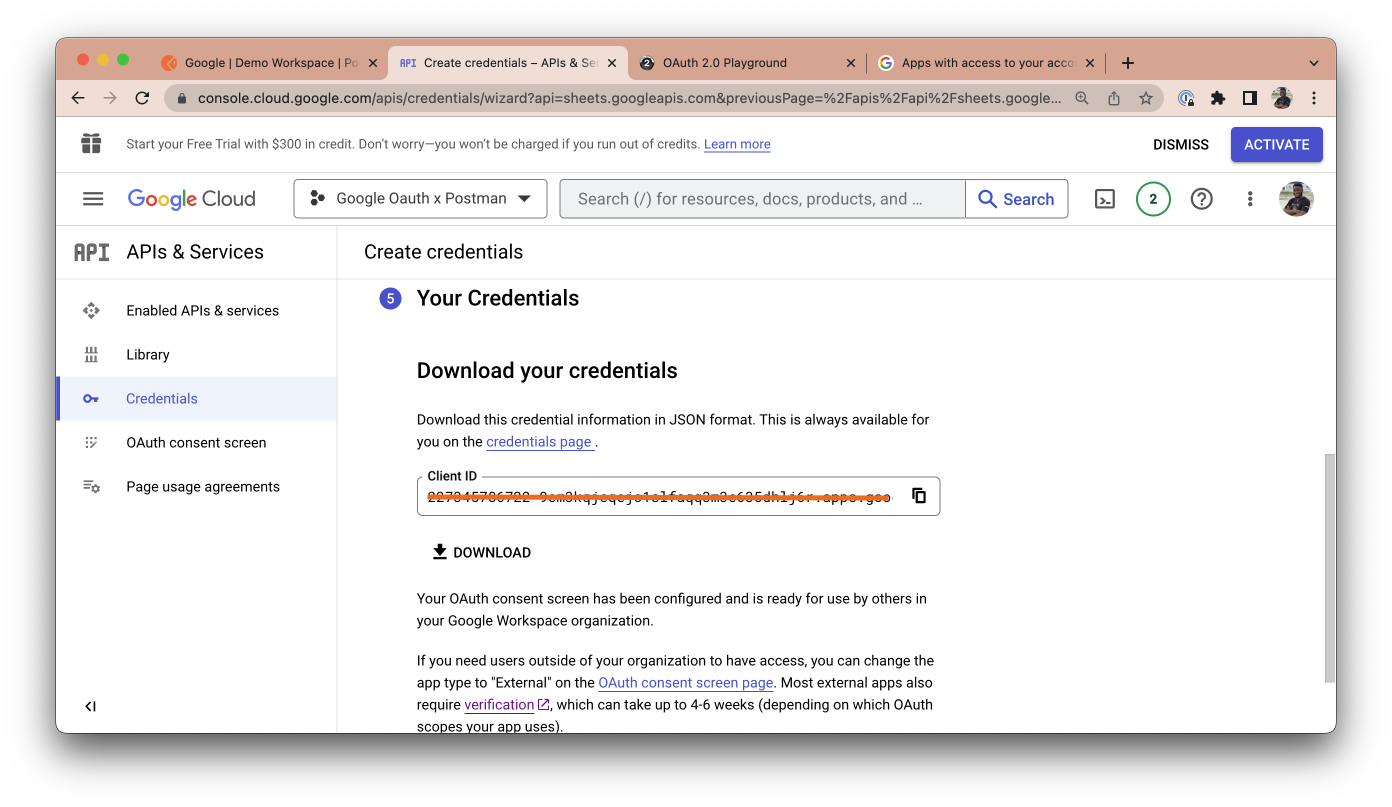 Google | Demo Workspace | Po
API Create credentials – APIs & Se
OAuth 2.0 Playground
Apps with access to your acco
console.cloud.google.com/apis/credentials/wizard?api=sheets.googleapis.com&previousPage=%2Fapis%2Fapi%2Fsheets.google...
Start your Free Trial with $300 in credit. Don't worry—you won't be charged if you run out of credits. Learn more
DISMISS
ACTIVATE
Google Cloud
Google Oauth x Postman
Search (/) for resources, docs, products, and ...
Search
2
API APIs & Services
Create credentials
Enabled APIs & services
Library
Credentials
OAuth consent screen
Page usage agreements
5 Your Credentials
Download your credentials
Download this credential information in JSON format. This is always available for
you on the credentials page .
Client ID
DOWNLOAD
Your OAuth consent screen has been configured and is ready for use by others in
your Google Workspace organization.
If you need users outside of your organization to have access, you can change the
app type to "External" on the OAuth consent screen page. Most external apps also
require verification, which can take up to 4-6 weeks (depending on which OAuth
scopes your app uses).